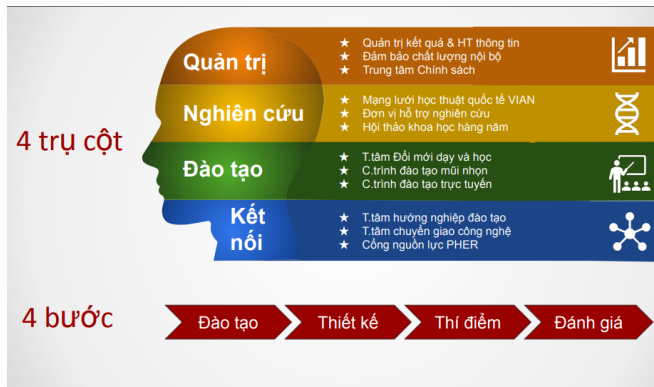 4 trụ cột
Quản trị
★ Quản trị kết quả & HT thông tin
★ Đảm bảo chất lượng nội bộ
★ Trung tâm Chính sách
Nghiên cứu
★ Mạng lưới học thuật quốc tế VIAN
★ Đơn vị hỗ trợ nghiên cứu
★ Hội thảo khoa học hàng năm
Đào tạo
★ T.tâm Đổi mới dạy và học
★ C.trình đào tạo mũi nhọn
★ C.trình đào tạo trực tuyến
Kết
nối
★ T.tâm hướng nghiệp đào tạo
★ T.tâm chuyển giao công nghệ
★ Cổng nguồn lực PHER
4 bước
Đào tạo
Thiết kế
Thí điểm
Đánh giá